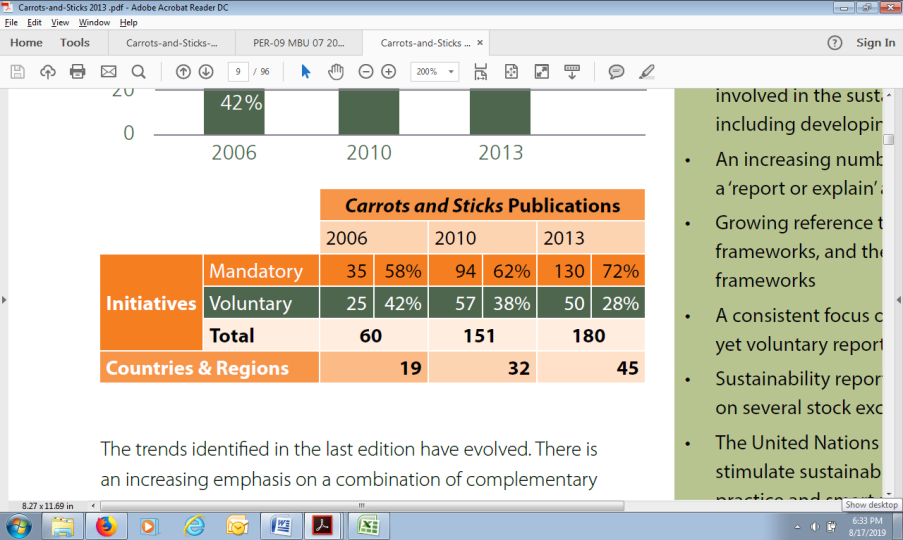 Carrots-and-Sticks 2013 .pdf - Adobe Acrobat Reader DC
File Edit View Window Help
Home Tools Carrots-and-Sticks-... PER-09 MBU 07 20... Carrots-and-Sticks ... × ? Sign In
9 / 96 200%
20
42%
0
2006 2010 2013
Carrots and Sticks Publications
2006 2010 2013
Initiatives
Mandatory 35 58% 94 62% 130 72%
Voluntary 25 42% 57 38% 50 28%
Total 60 151 180
Countries & Regions 19 32 45
The trends identified in the last edition have evolved. There is
an increasing emphasis on a combination of complementary
involved in the susta
including developin
• An increasing numb
a ‘report or explain’
• Growing reference t
frameworks, and the
frameworks
• A consistent focus o
yet voluntary report
• Sustainability repor
on several stock exc
• The United Nations
stimulate sustainab
8.27 x 11.69 in
Show desktop
6:33 PM
8/17/2019